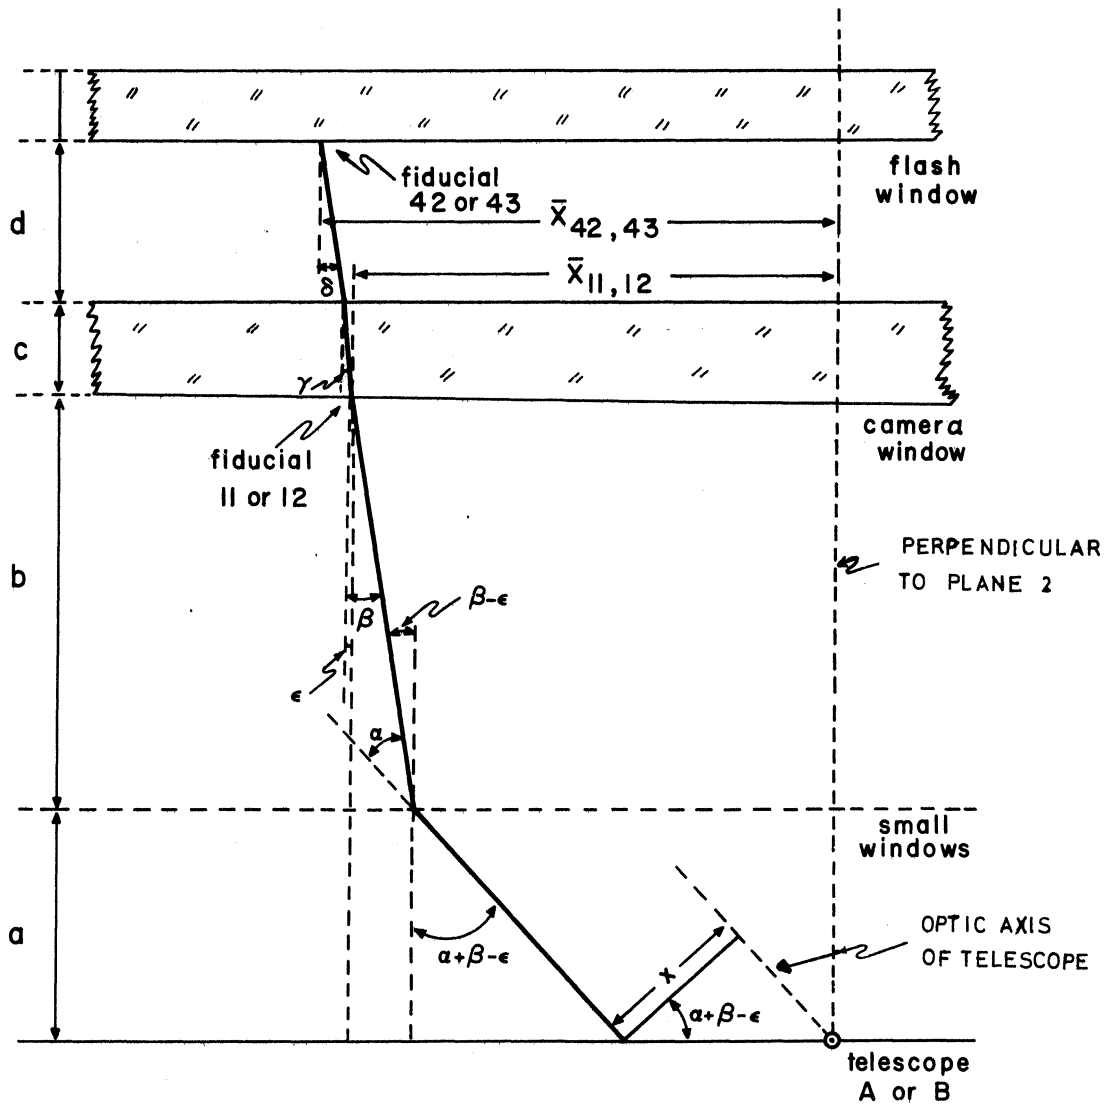 flash
window
fiducial
42 or 43
X̄42,43
d
X̄11,12
δ
c
γ
camera
window
fiducial
11 or 12
PERPENDICULAR
TO PLANE 2
b
β-ϵ
β
ϵ
α
small
windows
a
OPTIC AXIS
OF TELESCOPE
α+β-ϵ
x
α+β-ϵ
telescope
A or B